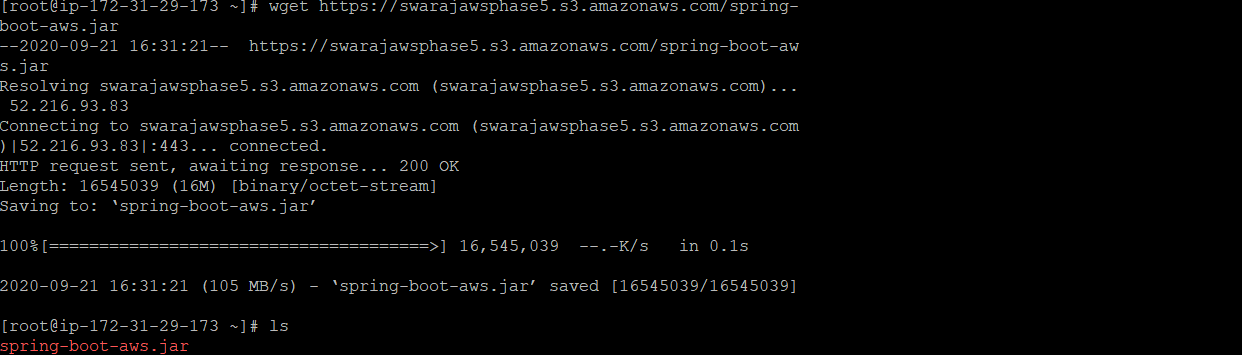 [root@ip-172-31-29-173 ~]# wget https://swarajawsphase5.s3.amazonaws.com/spring-
boot-aws.jar
--2020-09-21 16:31:21--  https://swarajawsphase5.s3.amazonaws.com/spring-boot-aw
s.jar
Resolving swarajawsphase5.s3.amazonaws.com (swarajawsphase5.s3.amazonaws.com)...
 52.216.93.83
Connecting to swarajawsphase5.s3.amazonaws.com (swarajawsphase5.s3.amazonaws.com
)|52.216.93.83|:443... connected.
HTTP request sent, awaiting response... 200 OK
Length: 16545039 (16M) [binary/octet-stream]
Saving to: ‘spring-boot-aws.jar’
100%[======================================>] 16,545,039  --.-K/s   in 0.1s
2020-09-21 16:31:21 (105 MB/s) - ‘spring-boot-aws.jar’ saved [16545039/16545039]
[root@ip-172-31-29-173 ~]# ls
spring-boot-aws.jar